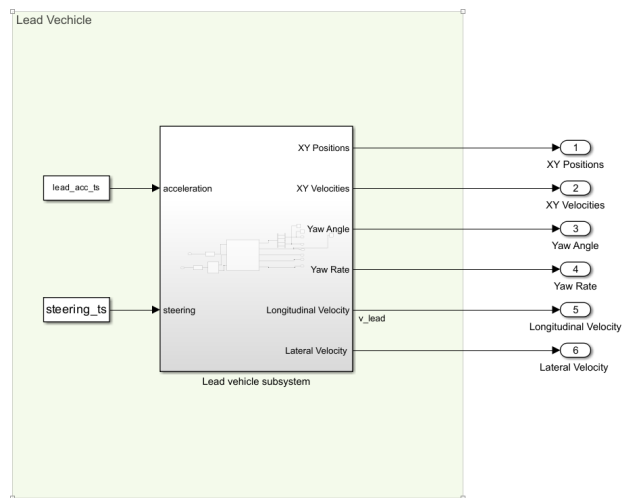 Lead Vechicle
XY Positions
1
XY Positions
lead_acc_ts
acceleration
XY Velocities
2
XY Velocities
Yaw Angle
3
Yaw Angle
Yaw Rate
4
Yaw Rate
steering_ts
steering
Longitudinal Velocity
v_lead
5
Longitudinal Velocity
Lateral Velocity
6
Lateral Velocity
Lead vehicle subsystem